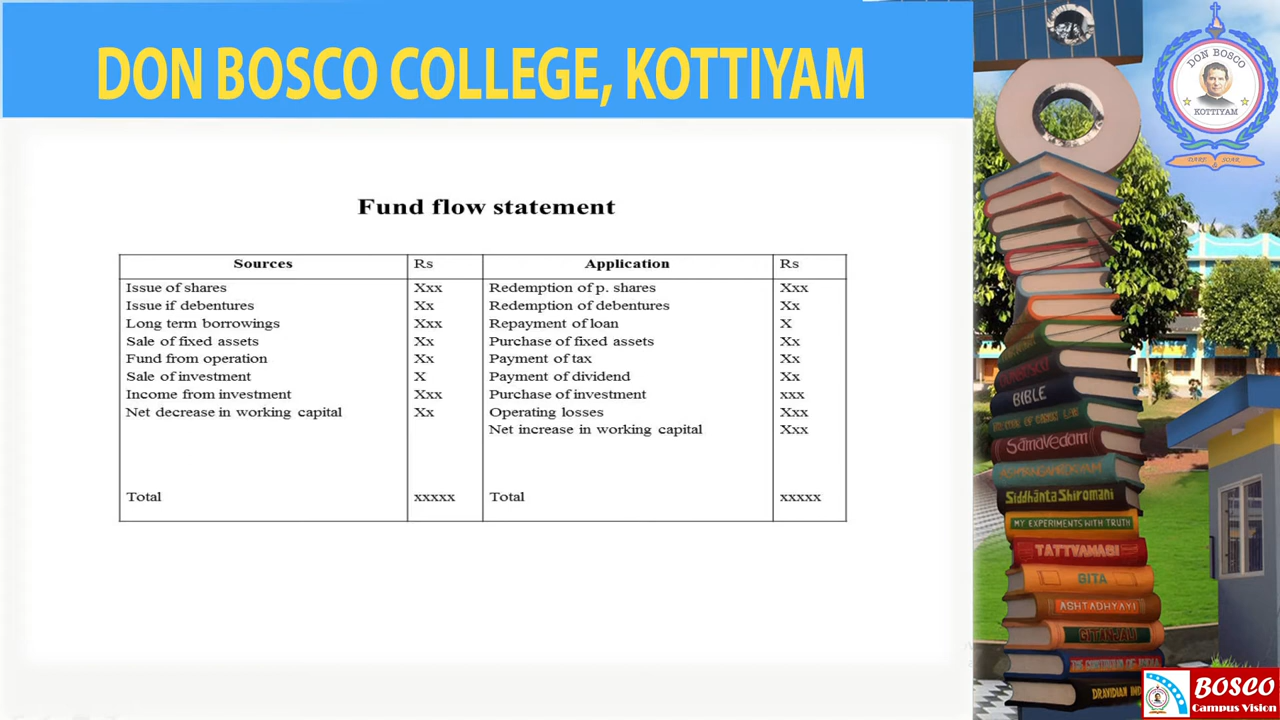 DON BOSCO COLLEGE, KOTTIYAM
DON BOSCO
KOTTIYAM
DARE & SOAR
Fund flow statement
Sources Rs Application Rs
Issue of shares Xxx Redemption of p. shares Xxx
Issue if debentures Xx Redemption of debentures Xx
Long term borrowings Xxx Repayment of loan X
Sale of fixed assets Xx Purchase of fixed assets Xx
Fund from operation Xx Payment of tax Xx
Sale of investment X Payment of dividend Xx
Income from investment Xxx Purchase of investment xxx
Net decrease in working capital Xx Operating losses Xxx
Net increase in working capital Xxx
Total xxxxx Total xxxxx
BIBLE
SāmaVedam
Siddhānta Shiromani
MY EXPERIMENTS WITH TRUTH
TATTVAMASI
GITA
ASHTADHYAYI
GITANJALI
DRAVIDIAN
BOSCO
Campus Vision